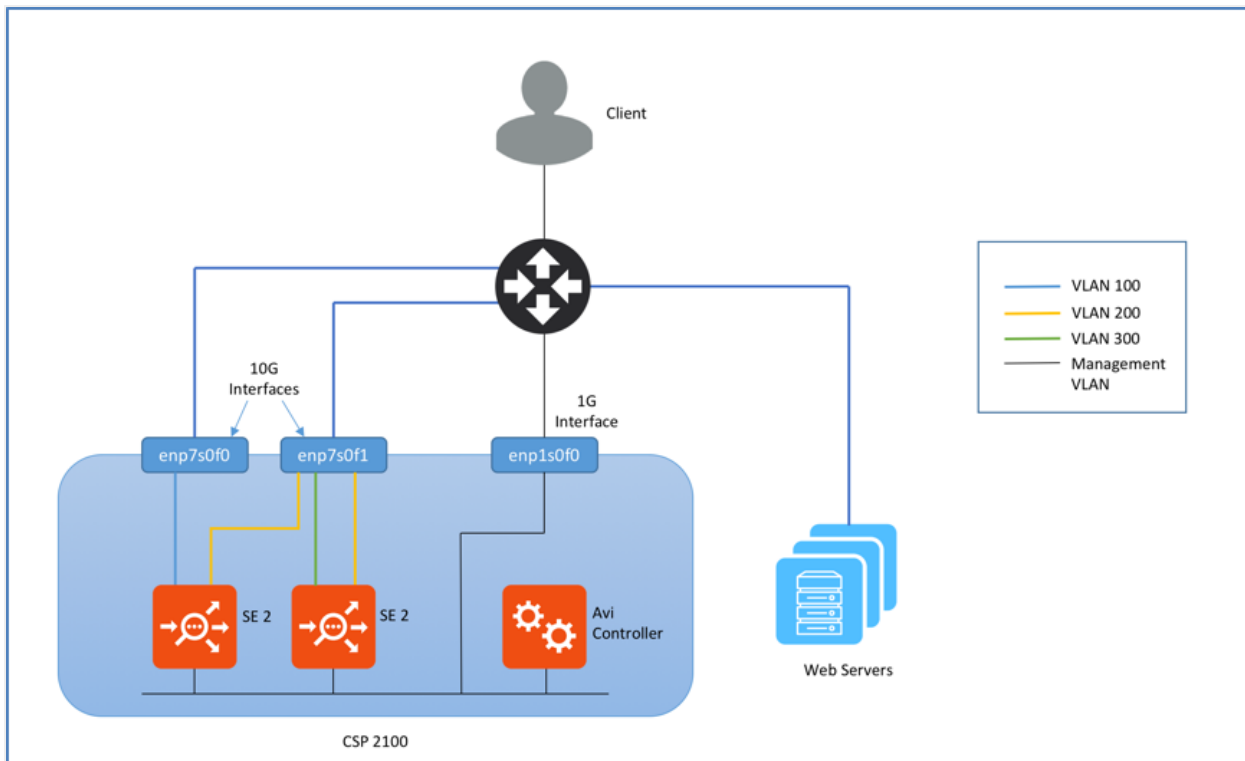 Client
VLAN 100
VLAN 200
VLAN 300
Management
VLAN
10G
Interfaces
1G
Interface
enp7s0f0
enp7s0f1
enp1s0f0
SE 2
SE 2
Avi
Controller
Web Servers
CSP 2100